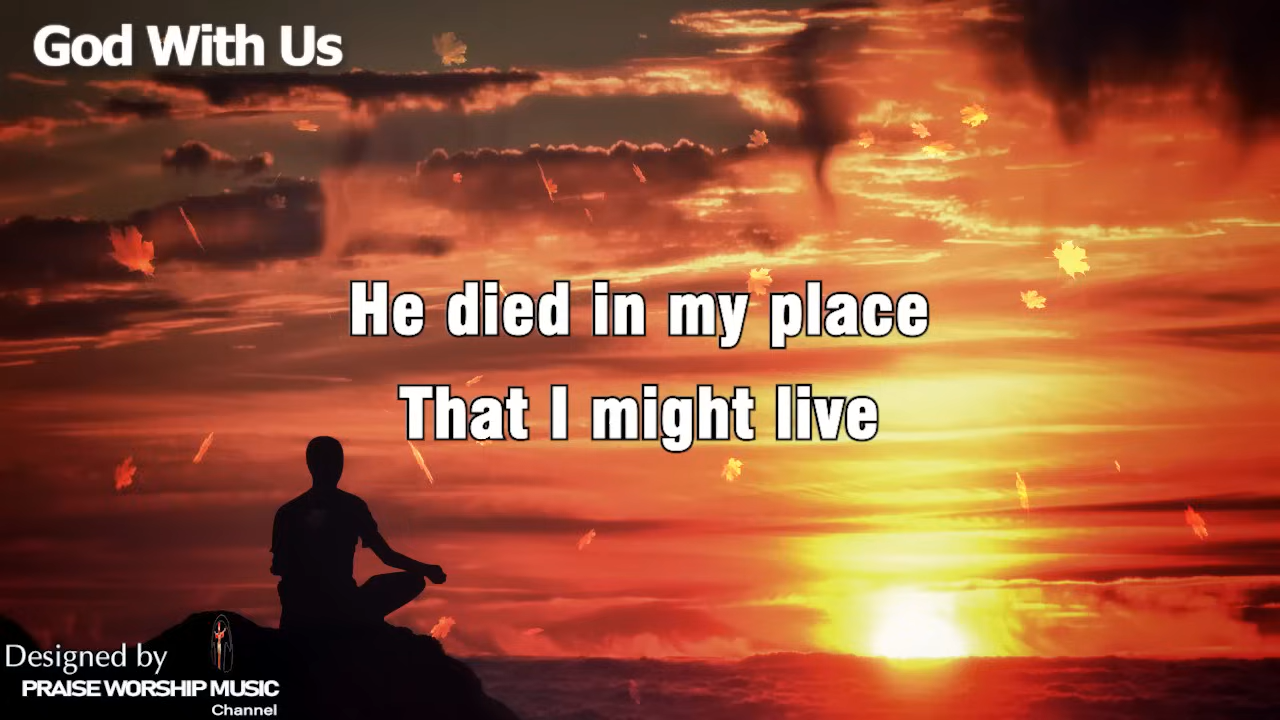 God With Us
He died in my place
That I might live
Designed by
PRAISE WORSHIP MUSIC
Channel